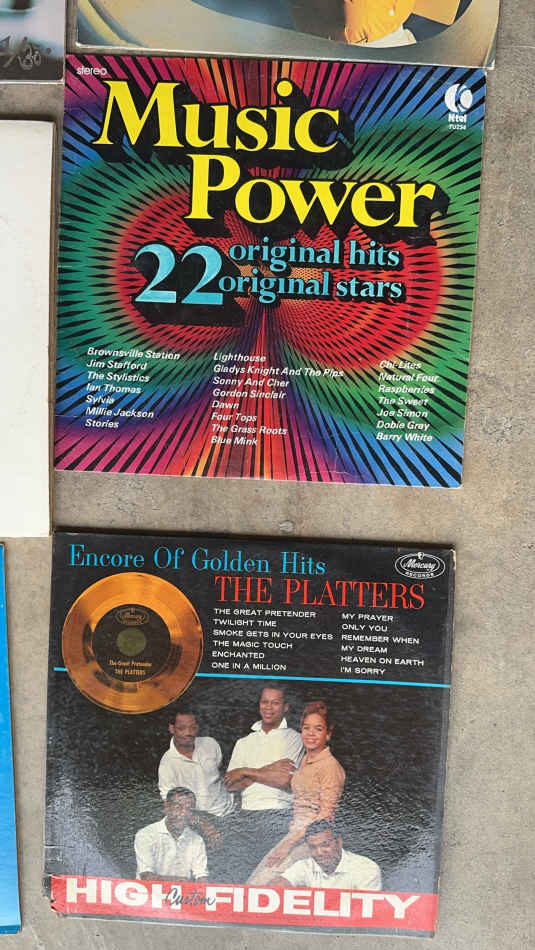 stereo
Music
Power
K-tel
TU234
22 original hits
original stars
Brownsville Station
Jim Stafford
The Stylistics
Ian Thomas
Sylvia
Millie Jackson
Stories
Lighthouse
Gladys Knight And The Pips
Sonny And Cher
Gordon Sinclair
Dawn
Four Tops
The Grass Roots
Blue Mink
Chi-Lites
Natural Four
Raspberries
The Sweet
Joe Simon
Dobie Gray
Barry White
Encore Of Golden Hits
THE PLATTERS
Mercury
RECORDS
THE GREAT PRETENDER
TWILIGHT TIME
SMOKE GETS IN YOUR EYES
THE MAGIC TOUCH
ENCHANTED
ONE IN A MILLION
MY PRAYER
ONLY YOU
REMEMBER WHEN
MY DREAM
HEAVEN ON EARTH
I'M SORRY
Mercury
The Great Pretender
THE PLATTERS
HIGH Custom FIDELITY